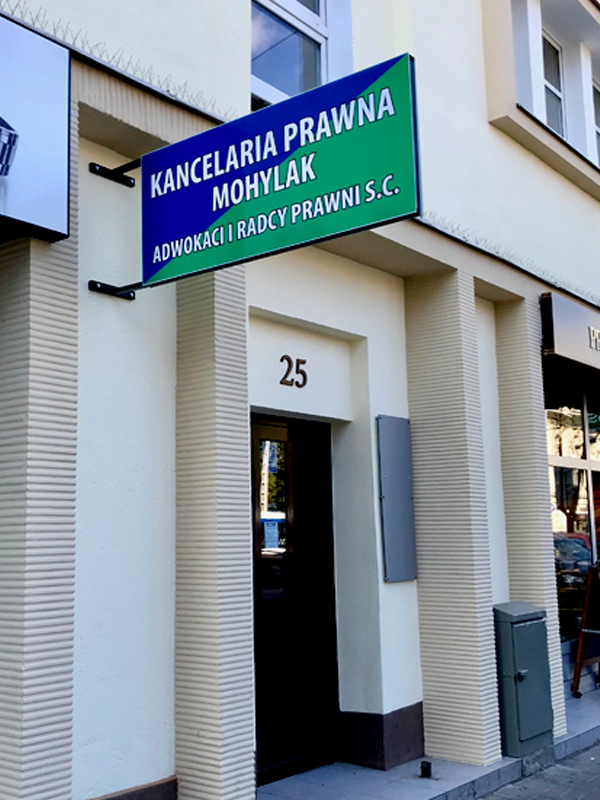 KANCELARIA PRAWNA
MOHYLAK
ADWOKACI I RADCY PRAWNI S.C.
25